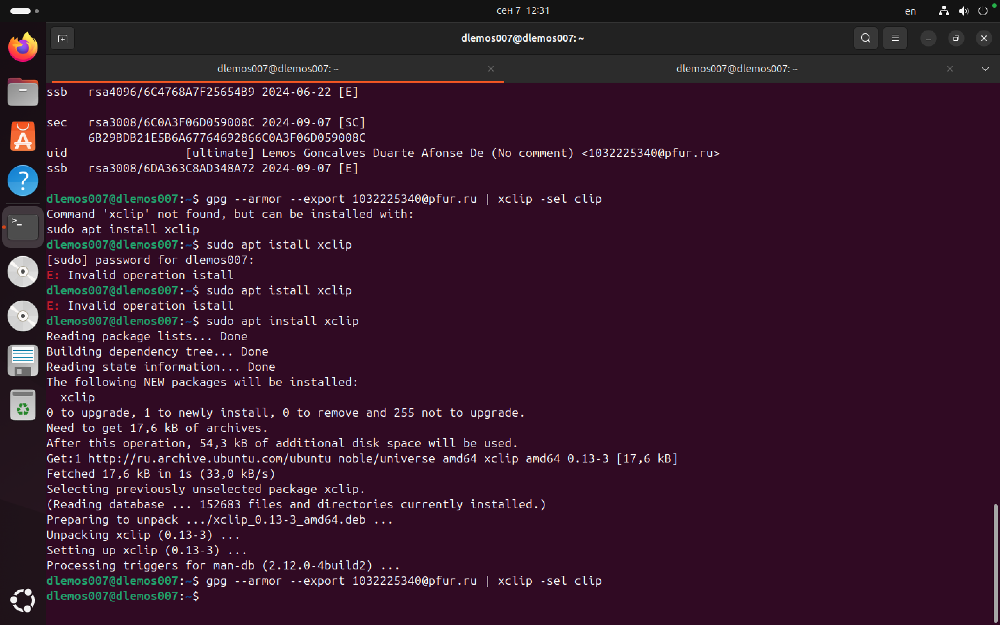 сен 7 12:31
en
dlemos007@dlemos007: ~
dlemos007@dlemos007: ~
dlemos007@dlemos007: ~
ssb   rsa4096/6C4768A7F25654B9 2024-06-22 [E]
sec   rsa3008/6C0A3F06D059008C 2024-09-07 [SC]
      6B29BDB21E5B6A67764692866C0A3F06D059008C
uid                 [ultimate] Lemos Goncalves Duarte Afonse De (No comment) <1032225340@pfur.ru>
ssb   rsa3008/6DA363C8AD348A72 2024-09-07 [E]
dlemos007@dlemos007:~$ gpg --armor --export 1032225340@pfur.ru | xclip -sel clip
Command 'xclip' not found, but can be installed with:
sudo apt install xclip
dlemos007@dlemos007:~$ sudo apt istall xclip
[sudo] password for dlemos007:
E: Invalid operation istall
dlemos007@dlemos007:~$ sudo apt istall xclip
E: Invalid operation istall
dlemos007@dlemos007:~$ sudo apt install xclip
Reading package lists... Done
Building dependency tree... Done
Reading state information... Done
The following NEW packages will be installed:
  xclip
0 to upgrade, 1 to newly install, 0 to remove and 255 not to upgrade.
Need to get 17,6 kB of archives.
After this operation, 54,3 kB of additional disk space will be used.
Get:1 http://ru.archive.ubuntu.com/ubuntu noble/universe amd64 xclip amd64 0.13-3 [17,6 kB]
Fetched 17,6 kB in 1s (33,0 kB/s)
Selecting previously unselected package xclip.
(Reading database ... 152683 files and directories currently installed.)
Preparing to unpack .../xclip_0.13-3_amd64.deb ...
Unpacking xclip (0.13-3) ...
Setting up xclip (0.13-3) ...
Processing triggers for man-db (2.12.0-4build2) ...
dlemos007@dlemos007:~$ gpg --armor --export 1032225340@pfur.ru | xclip -sel clip
dlemos007@dlemos007:~$